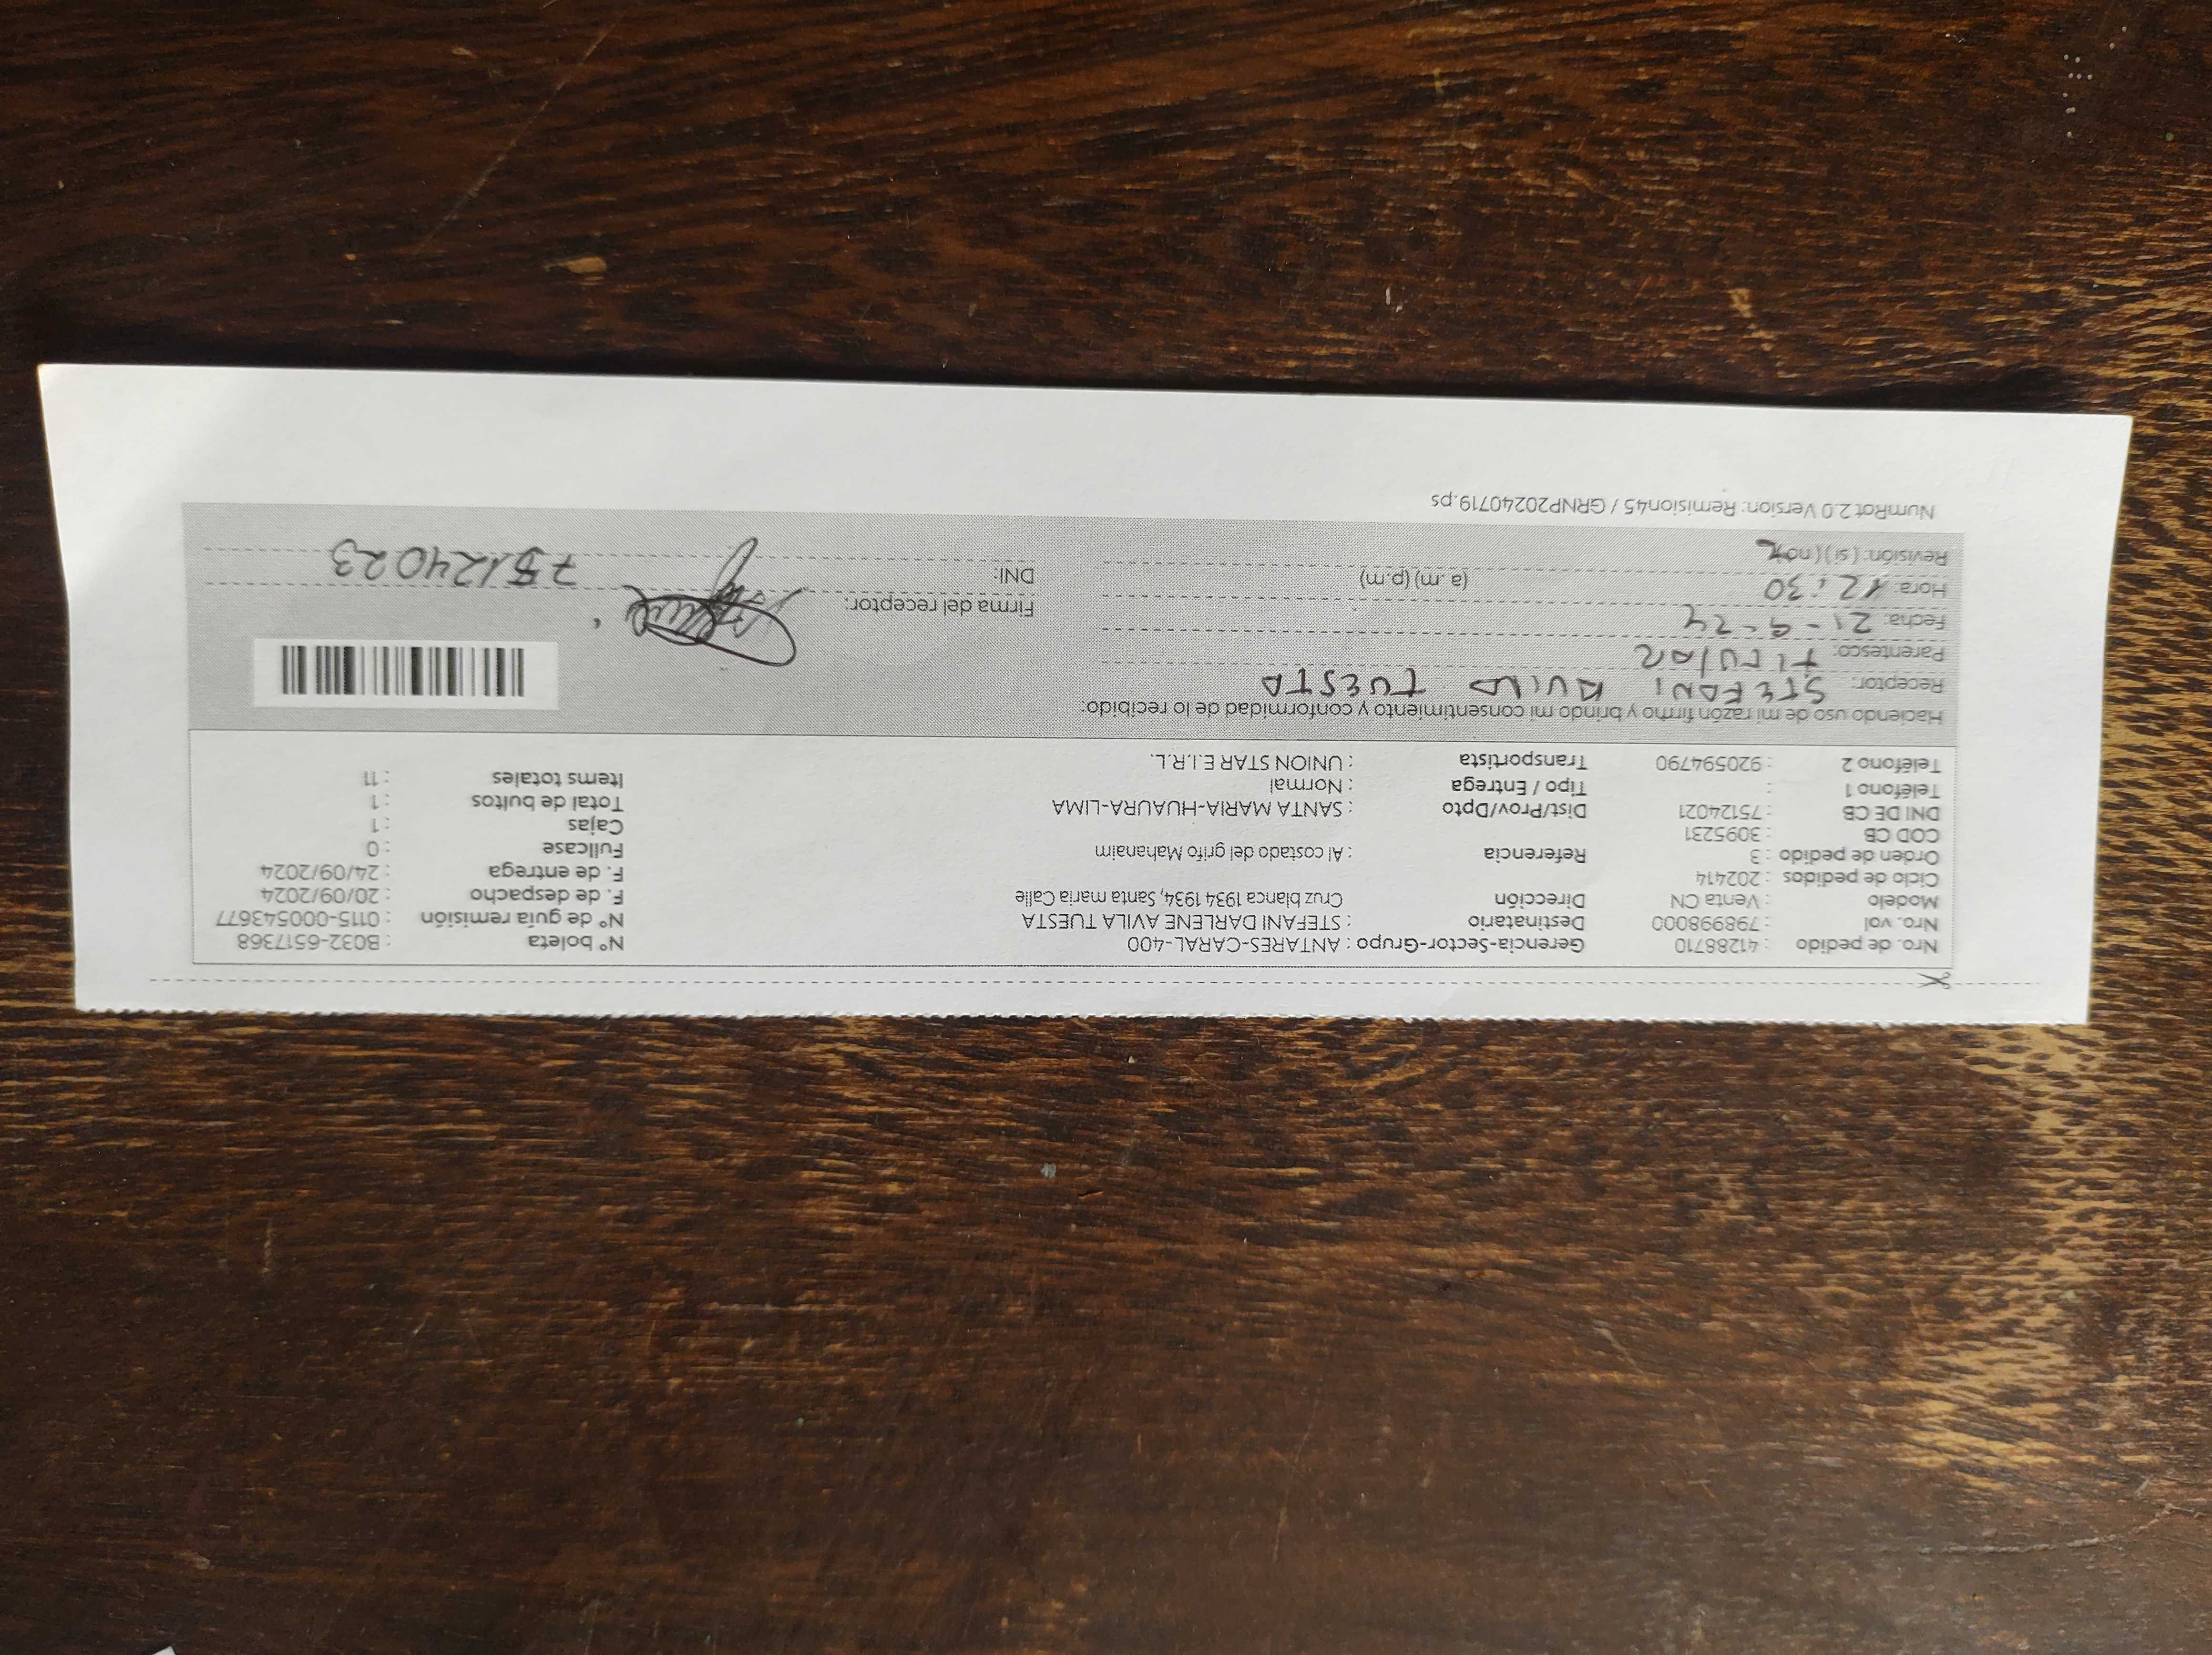 Nro. de pedido : 41288710 Gerencia-Sector-Grupo : ANTARES-CARAL-400 N° boleta : B032-6517368
Nro. vol : 798998000 Destinatario : STEFANI DARLENE AVILA TUESTA N° de guía remisión : 0115-000543677
Modelo : Venta CN Dirección Cruz blanca 1934 1934, Santa maria Calle F. de despacho : 20/09/2024
Ciclo de pedidos : 202414 F. de entrega : 24/09/2024
Orden de pedido : 3 Referencia : Al costado del grifo Mahanaim Fullcase : 0
COD CB : 3095231 Cajas : 1
DNI DE CB : 75124021 Dist/Prov/Dpto : SANTA MARIA-HUAURA-LIMA Total de bultos : 1
Teléfono 1 : Tipo / Entrega : Normal Items totales : 11
Teléfono 2 : 920594790 Transportista : UNION STAR E.I.R.L.
Haciendo uso de mi razón firmo y brindo mi consentimiento y conformidad de lo recibido:
Receptor: STEFANI AVILA TUESTA
Parentesco: TITULAR
Fecha: 21-9-24 Firma del receptor:
Hora: 12:30 (a.m) (p.m) DNI: 75124023
Revisión: (si) (no)
NumRot 2.0 Version: Remision45 / GRNP20240719.ps